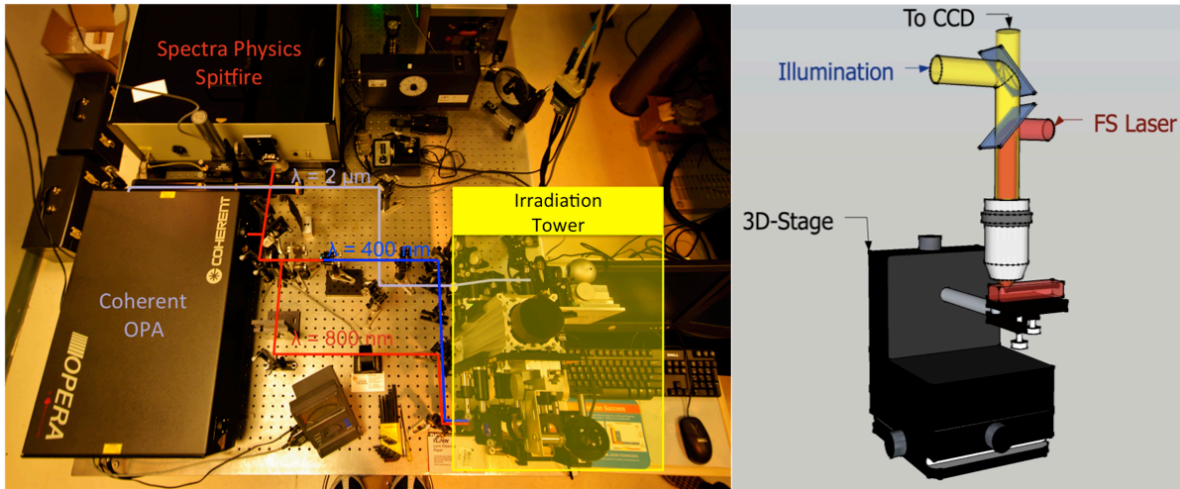 Spectra Physics
Spitfire
λ = 2 μm
Irradiation
Tower
COHERENT
λ = 400 nm
Coherent
OPA
λ = 800 nm
OPERA
DELL
To CCD
Illumination
FS Laser
3D-Stage